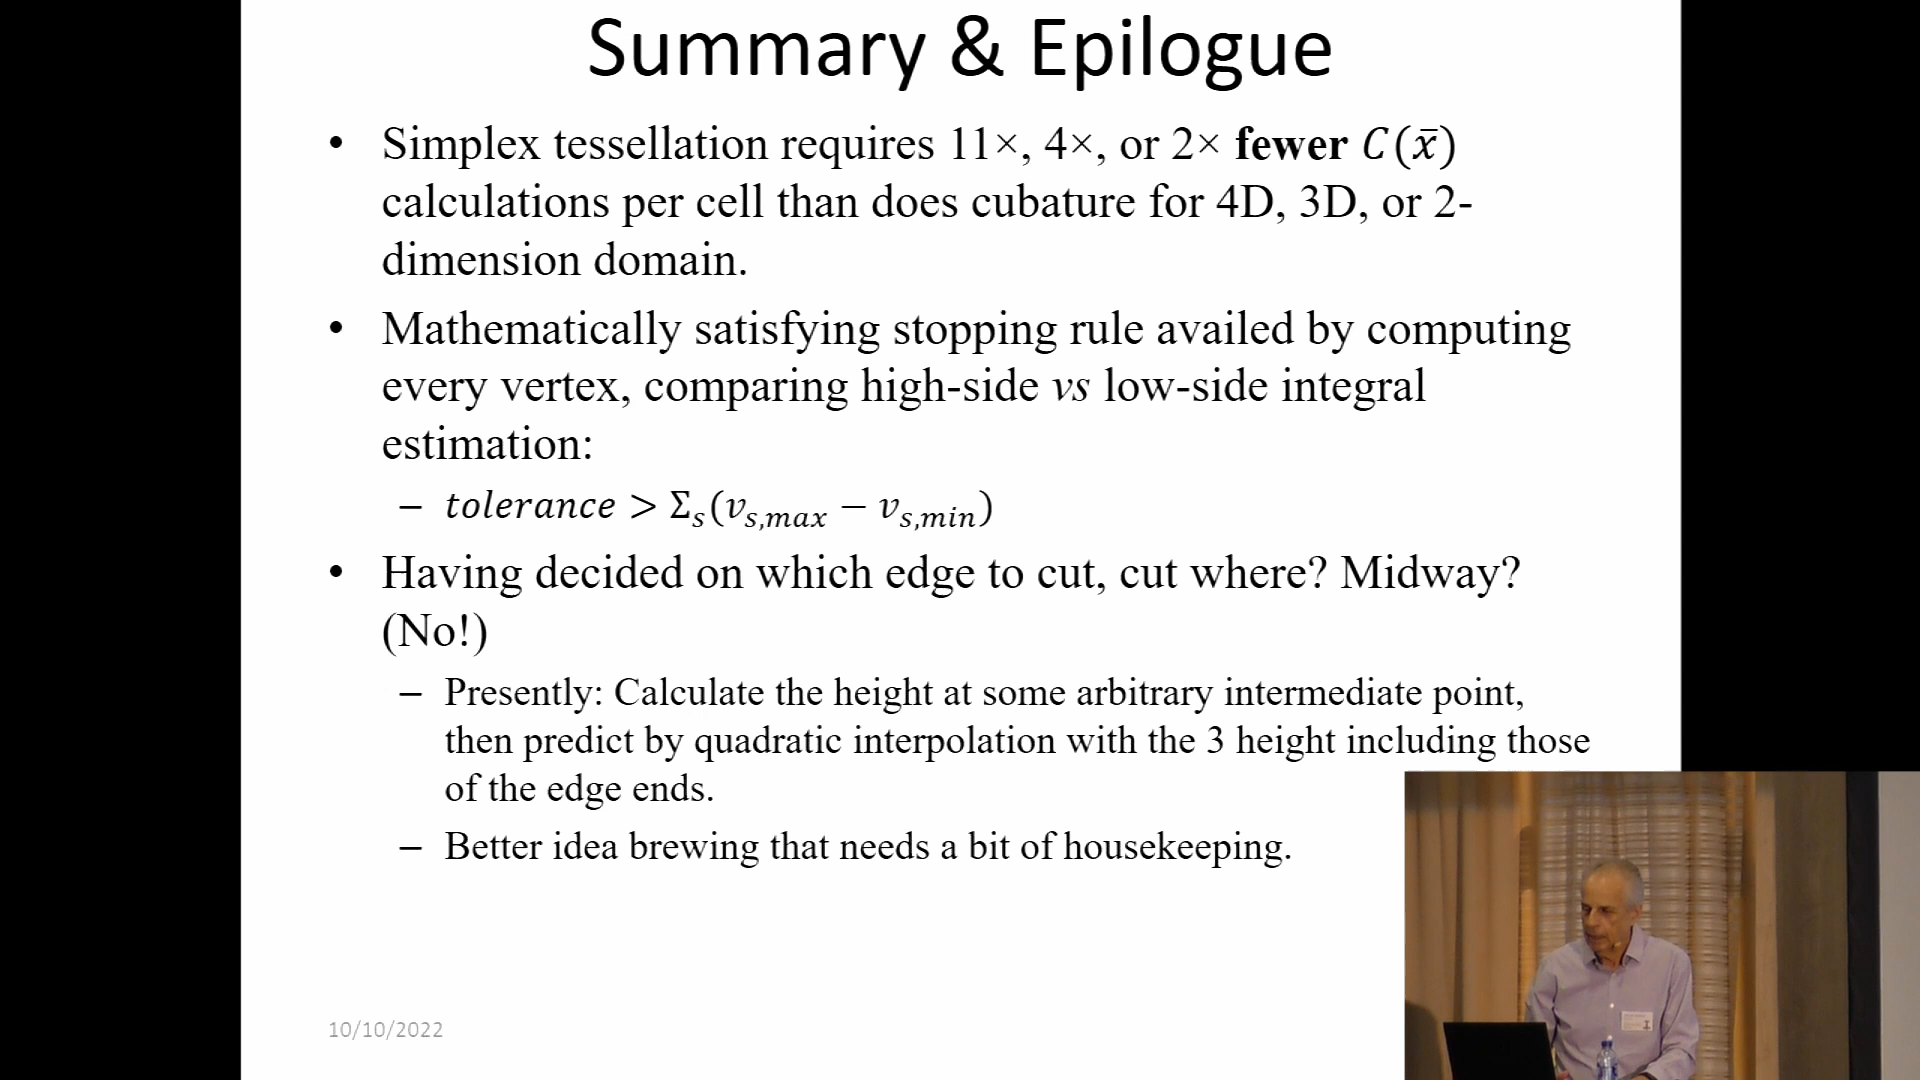 Summary & Epilogue
• Simplex tessellation requires 11×, 4×, or 2× fewer C(x̄)
calculations per cell than does cubature for 4D, 3D, or 2-
dimension domain.
• Mathematically satisfying stopping rule availed by computing
every vertex, comparing high-side vs low-side integral
estimation:
– tolerance > Σₛ(vₛ,max − vₛ,min)
• Having decided on which edge to cut, cut where? Midway?
(No!)
– Presently: Calculate the height at some arbitrary intermediate point,
then predict by quadratic interpolation with the 3 height including those
of the edge ends.
– Better idea brewing that needs a bit of housekeeping.
10/10/2022